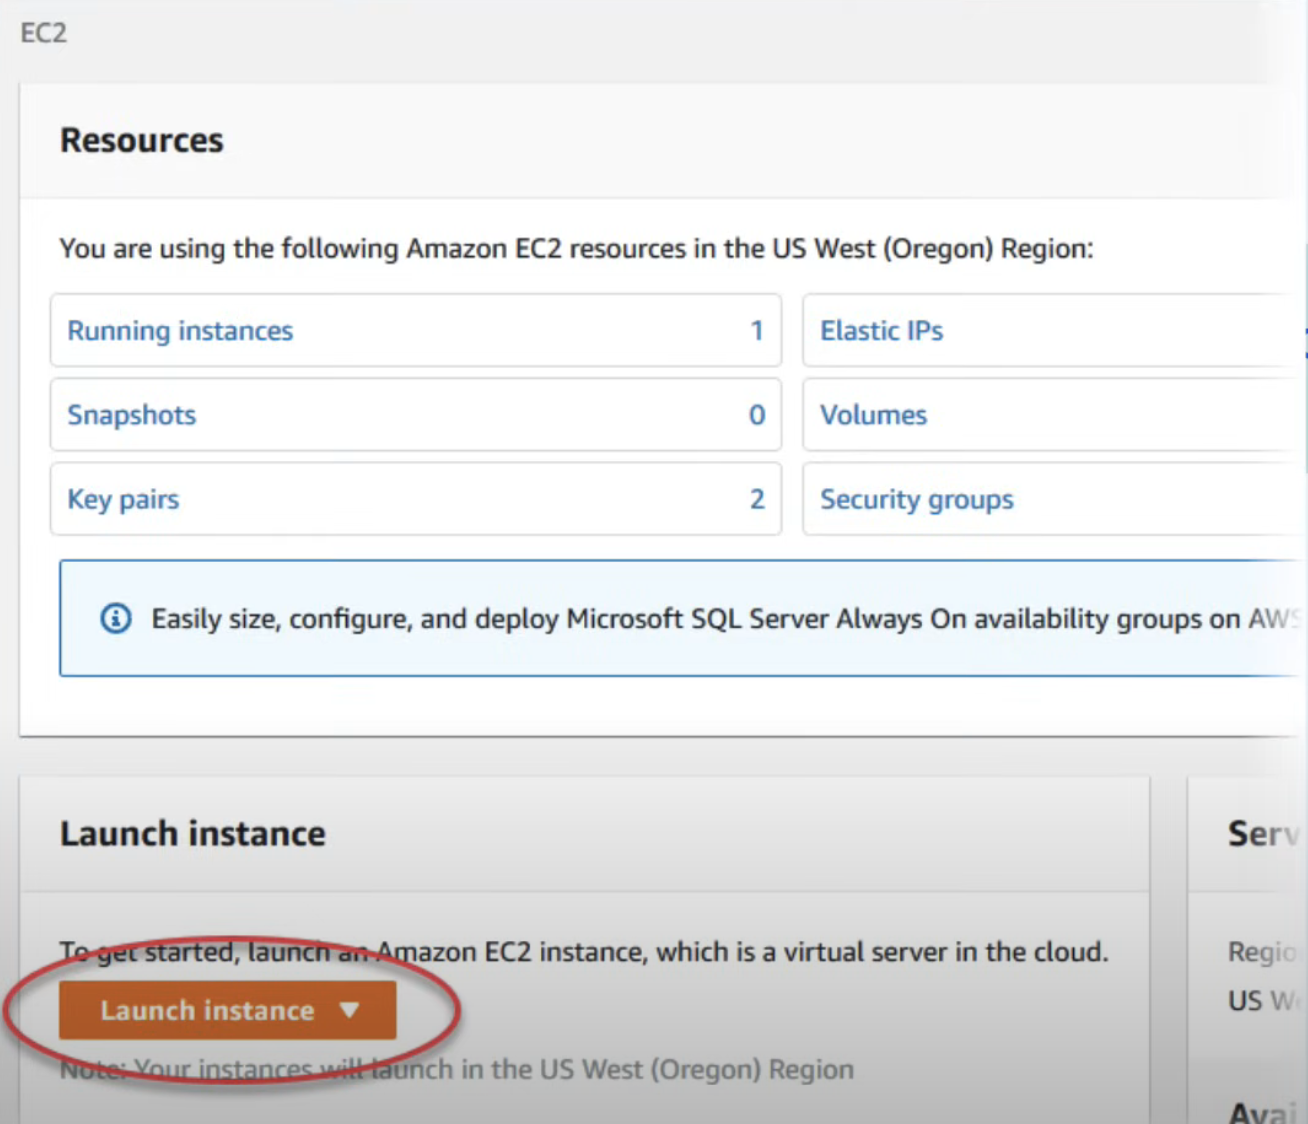 EC2
Resources
You are using the following Amazon EC2 resources in the US West (Oregon) Region:
Running instances 1 Elastic IPs
Snapshots 0 Volumes
Key pairs 2 Security groups
Easily size, configure, and deploy Microsoft SQL Server Always On availability groups on AWS
Launch instance
To get started, launch an Amazon EC2 instance, which is a virtual server in the cloud.
Launch instance
Note: Your instances will launch in the US West (Oregon) Region
Serv
Regio
US We
Avai